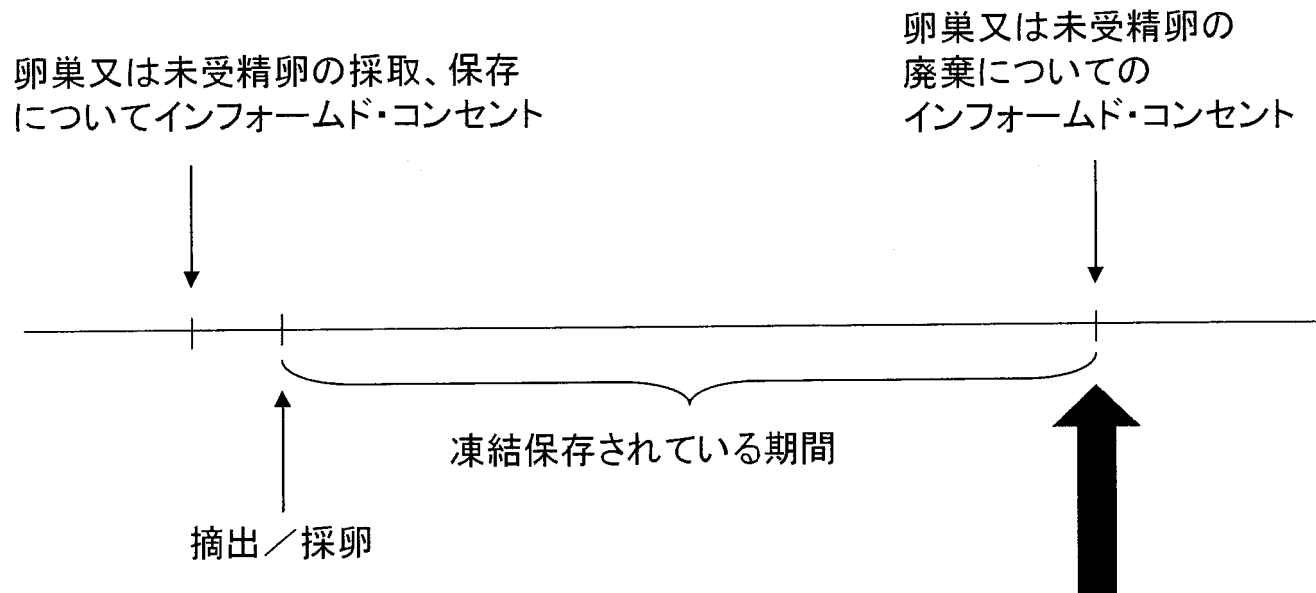 卵巣又は未受精卵の採取、保存
についてインフォームド・コンセント
卵巣又は未受精卵の
廃棄についての
インフォームド・コンセント
凍結保存されている期間
摘出／採卵